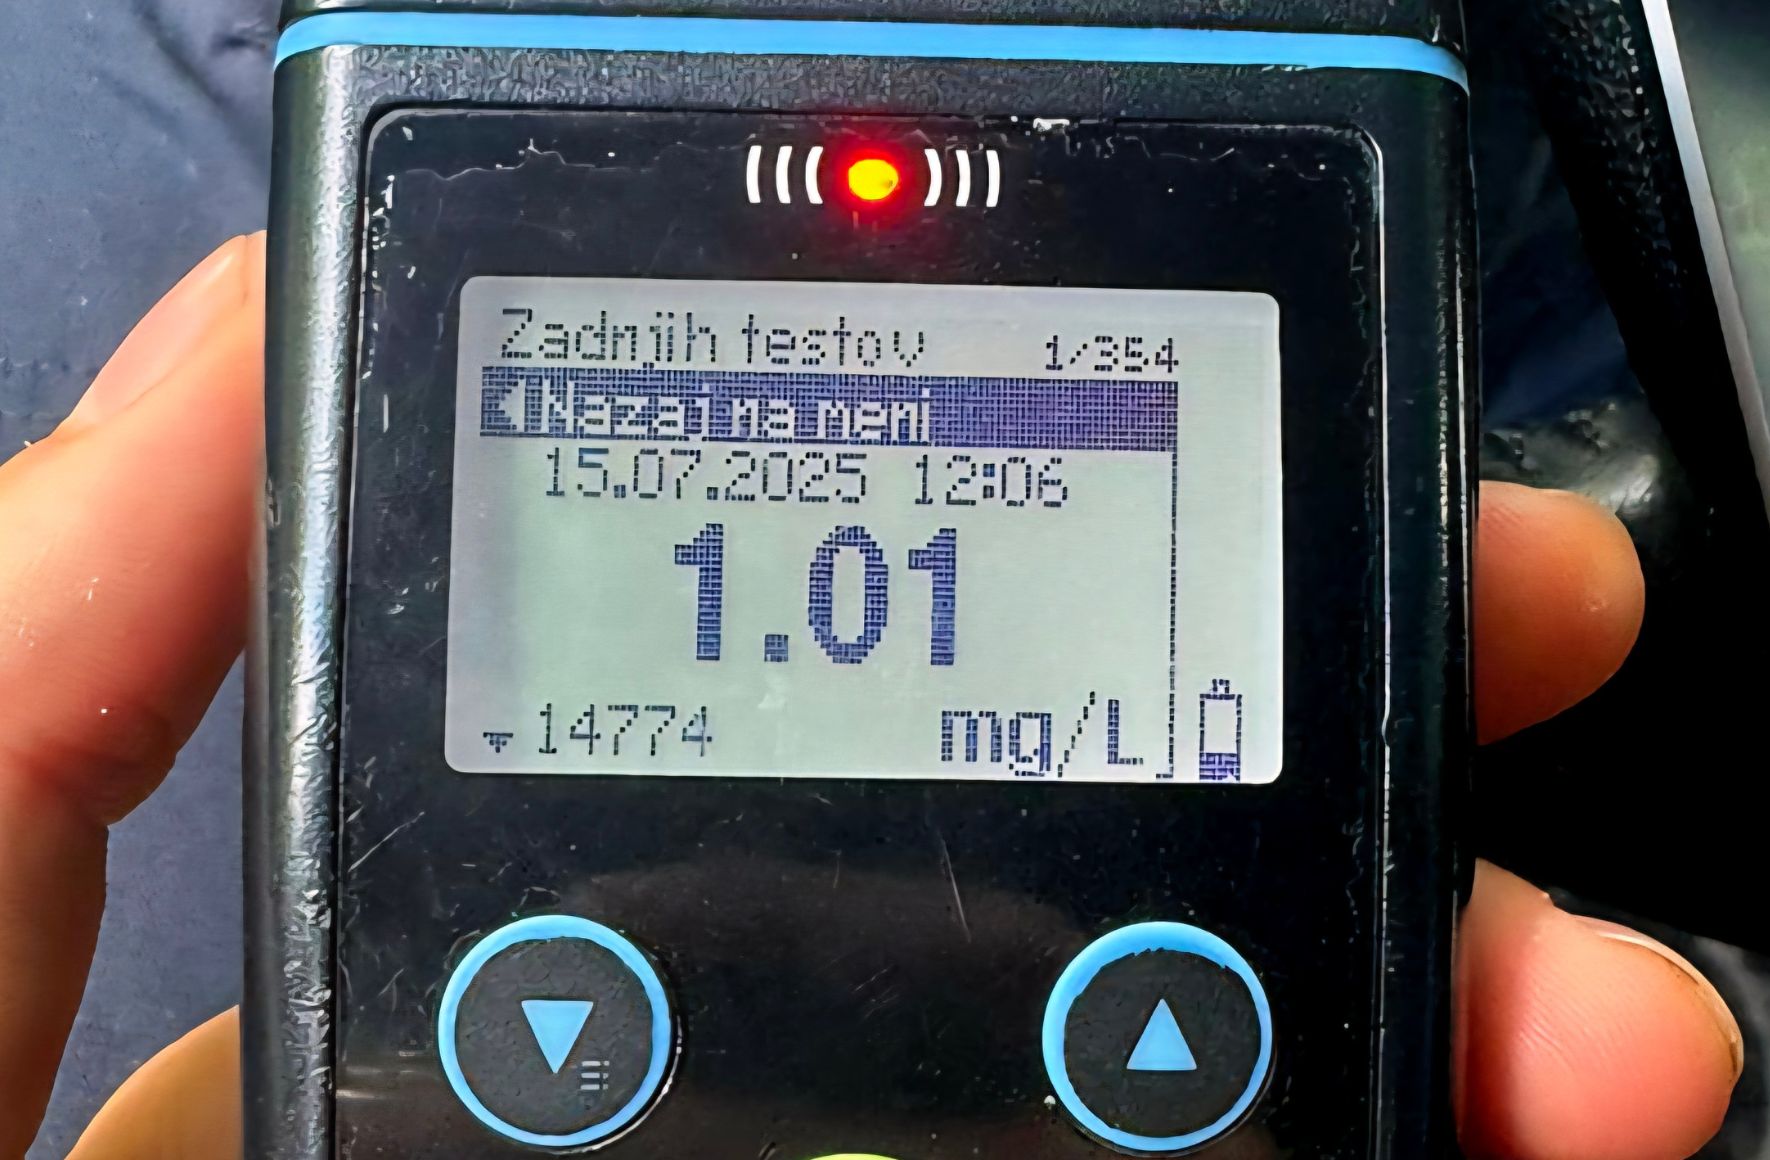 Zadnjih testov 1/354
Nazaj na meni
15.07.2025 12:06
1.01
14774 mg/L